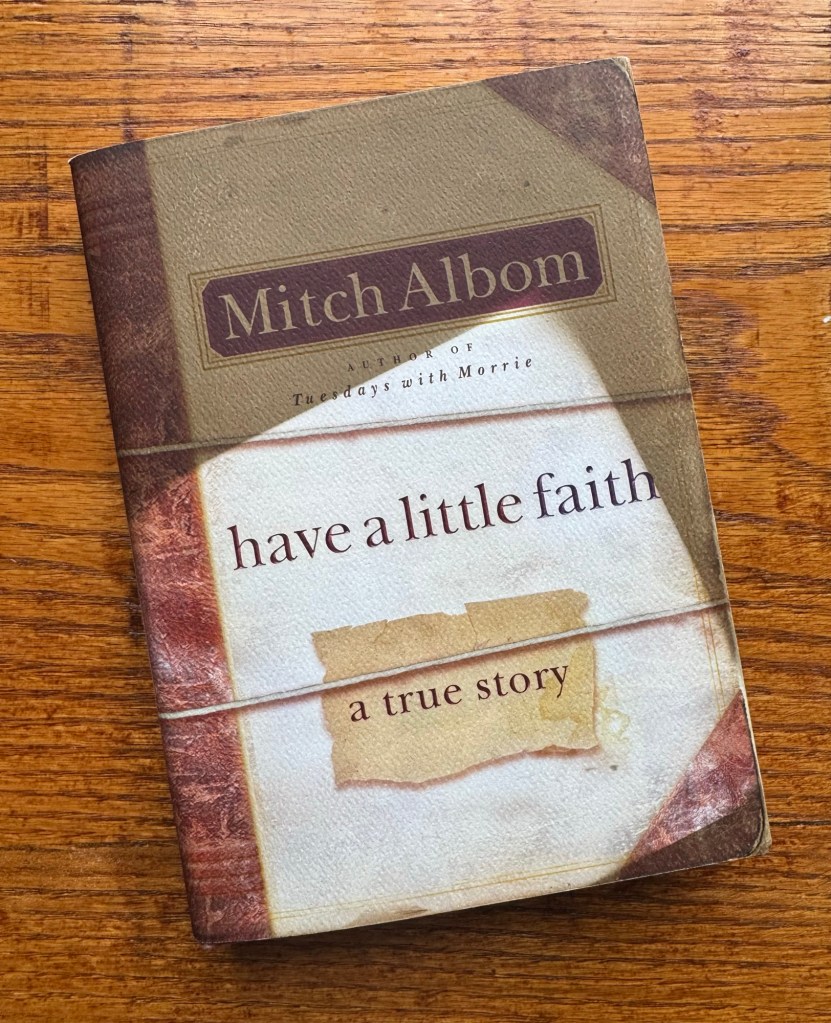 Mitch Albom
AUTHOR OF
Tuesdays with Morrie
have a little faith
a true story